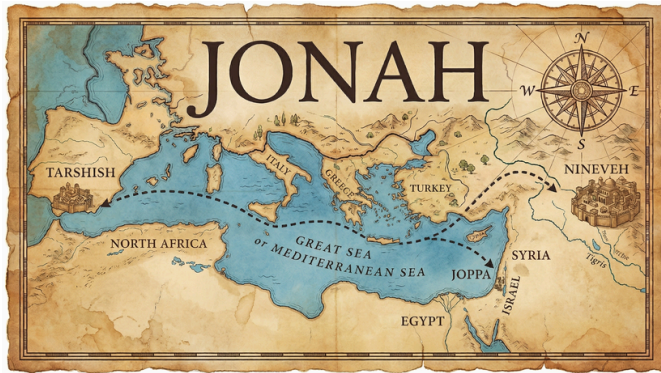 JONAH
N
W
E
S
TARSHISH
ITALY
GREECE
TURKEY
NINEVEH
NORTH AFRICA
GREAT SEA
or MEDITERRANEAN SEA
JOPPA
SYRIA
Tigris
ISRAEL
EGYPT